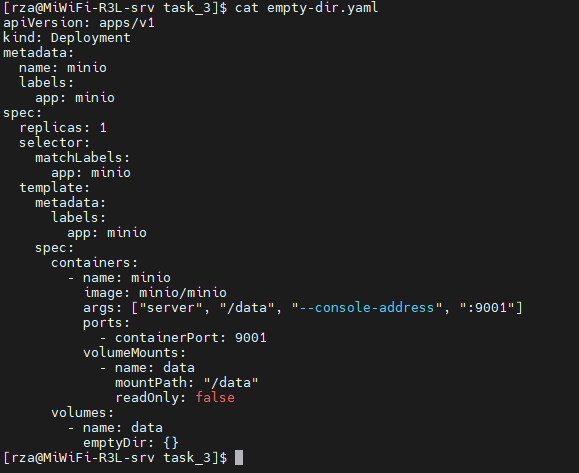 [rza@MiWiFi-R3L-srv task_3]$ cat empty-dir.yaml
apiVersion: apps/v1
kind: Deployment
metadata:
  name: minio
  labels:
    app: minio
spec:
  replicas: 1
  selector:
    matchLabels:
      app: minio
  template:
    metadata:
      labels:
        app: minio
    spec:
      containers:
        - name: minio
          image: minio/minio
          args: ["server", "/data", "--console-address", ":9001"]
          ports:
            - containerPort: 9001
          volumeMounts:
            - name: data
              mountPath: "/data"
              readOnly: false
      volumes:
        - name: data
          emptyDir: {}
[rza@MiWiFi-R3L-srv task_3]$